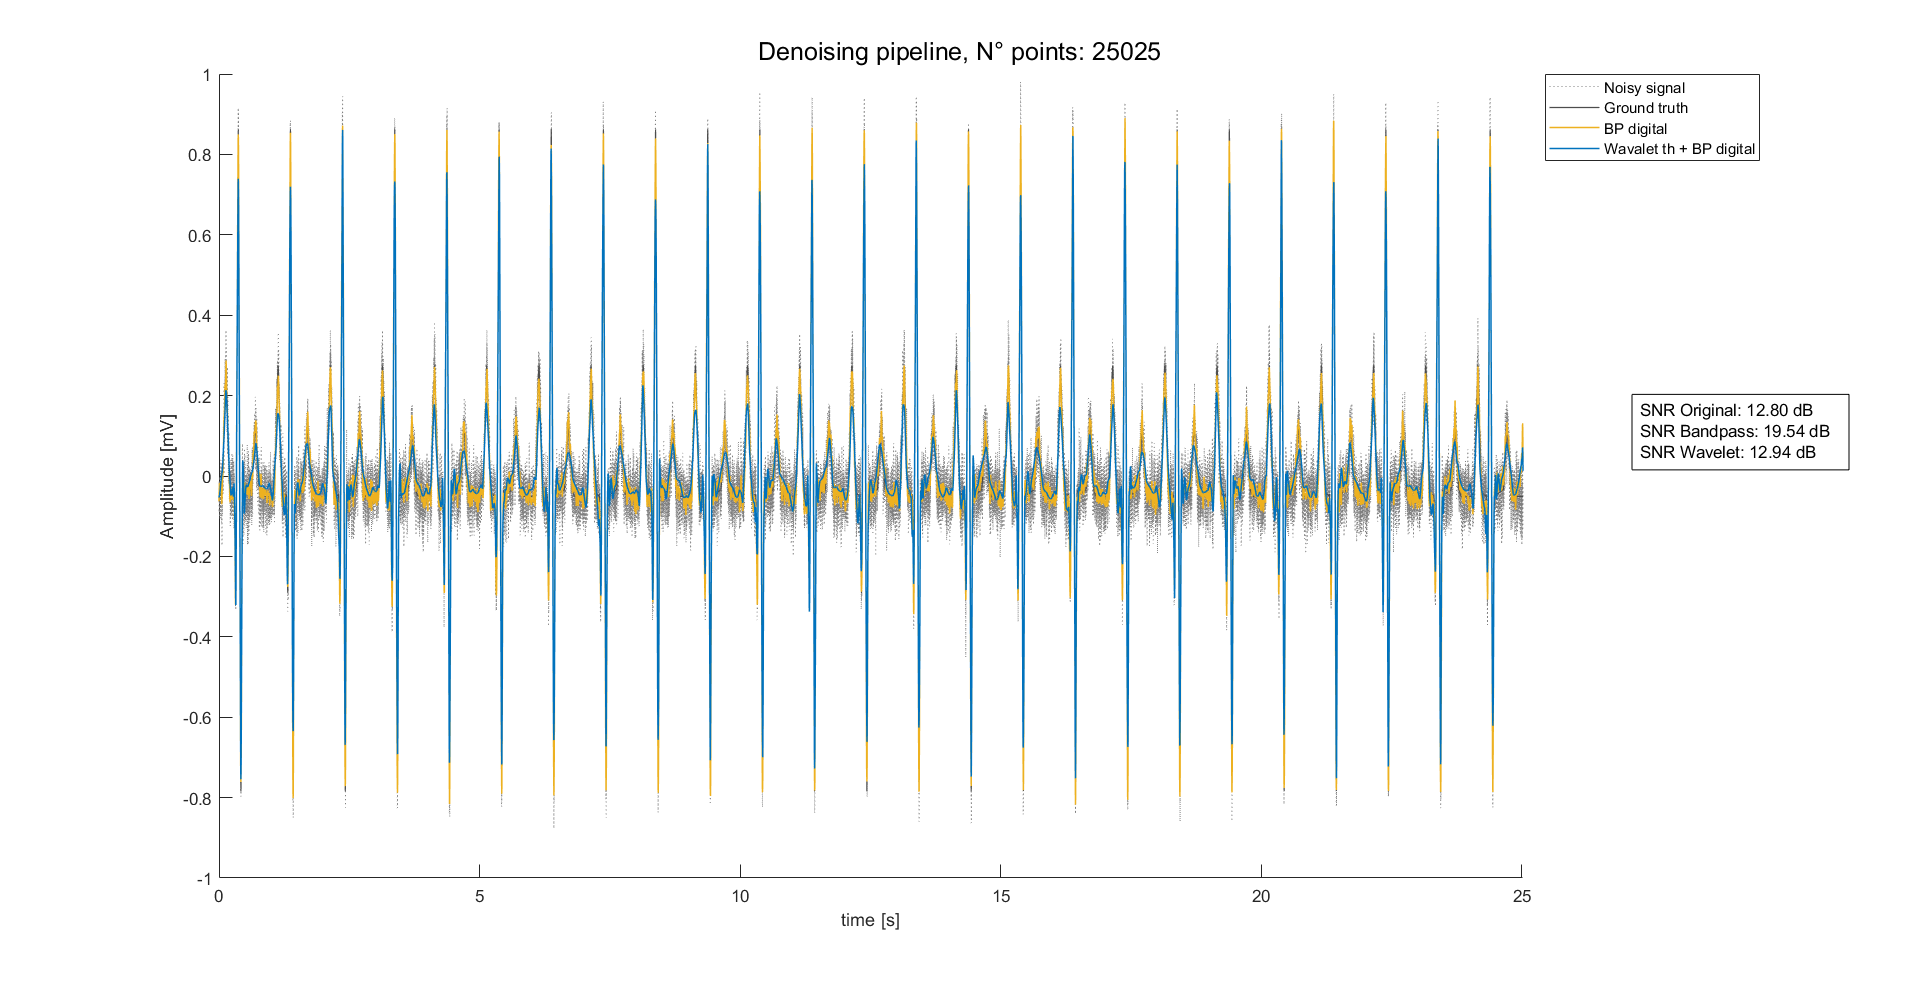 Denoising pipeline, N° points: 25025
1
0.8
0.6
0.4
0.2
0
-0.2
-0.4
-0.6
-0.8
-1
Amplitude [mV]
0
5
10
15
20
25
time [s]
Noisy signal
Ground truth
BP digital
Wavalet th + BP digital
SNR Original: 12.80 dB
SNR Bandpass: 19.54 dB
SNR Wavelet: 12.94 dB